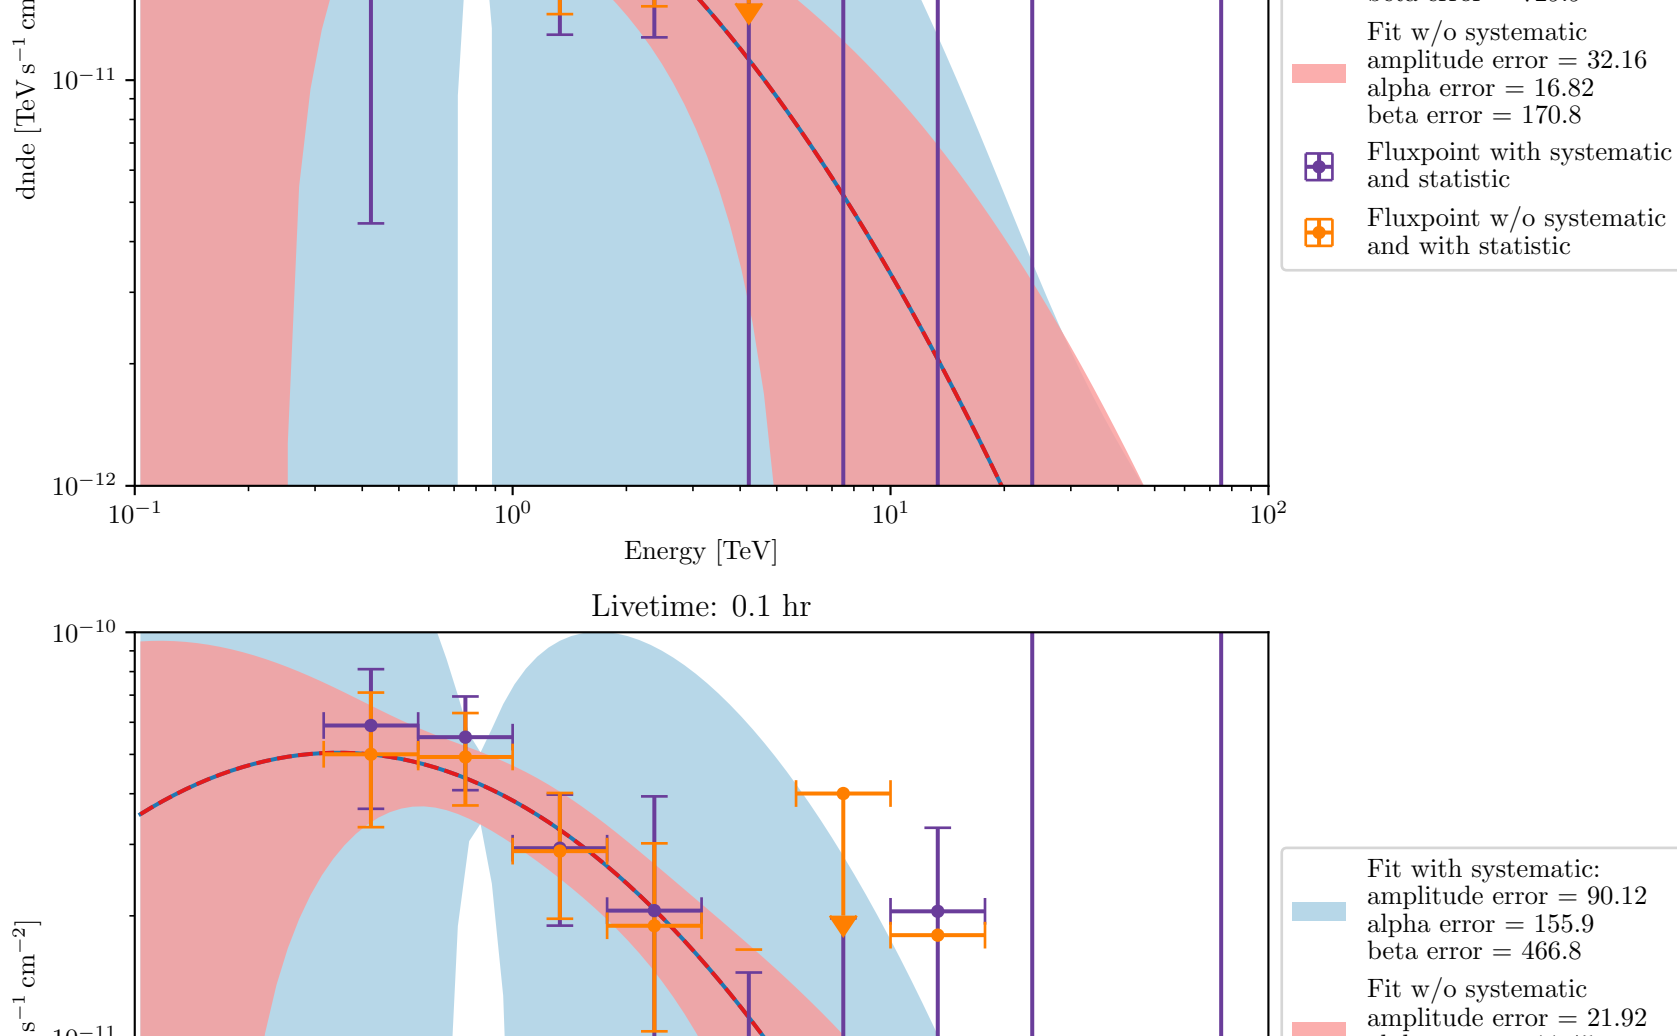 dnde [TeV s⁻¹ cm
10⁻¹¹
10⁻¹²
10⁻¹
10⁰
10¹
10²
Energy [TeV]
Fit w/o systematic
amplitude error = 32.16
alpha error = 16.82
beta error = 170.8
Fluxpoint with systematic
and statistic
Fluxpoint w/o systematic
and with statistic
Livetime: 0.1 hr
10⁻¹⁰
s⁻¹ cm⁻²]
10⁻¹¹
Fit with systematic:
amplitude error = 90.12
alpha error = 155.9
beta error = 466.8
Fit w/o systematic
amplitude error = 21.92